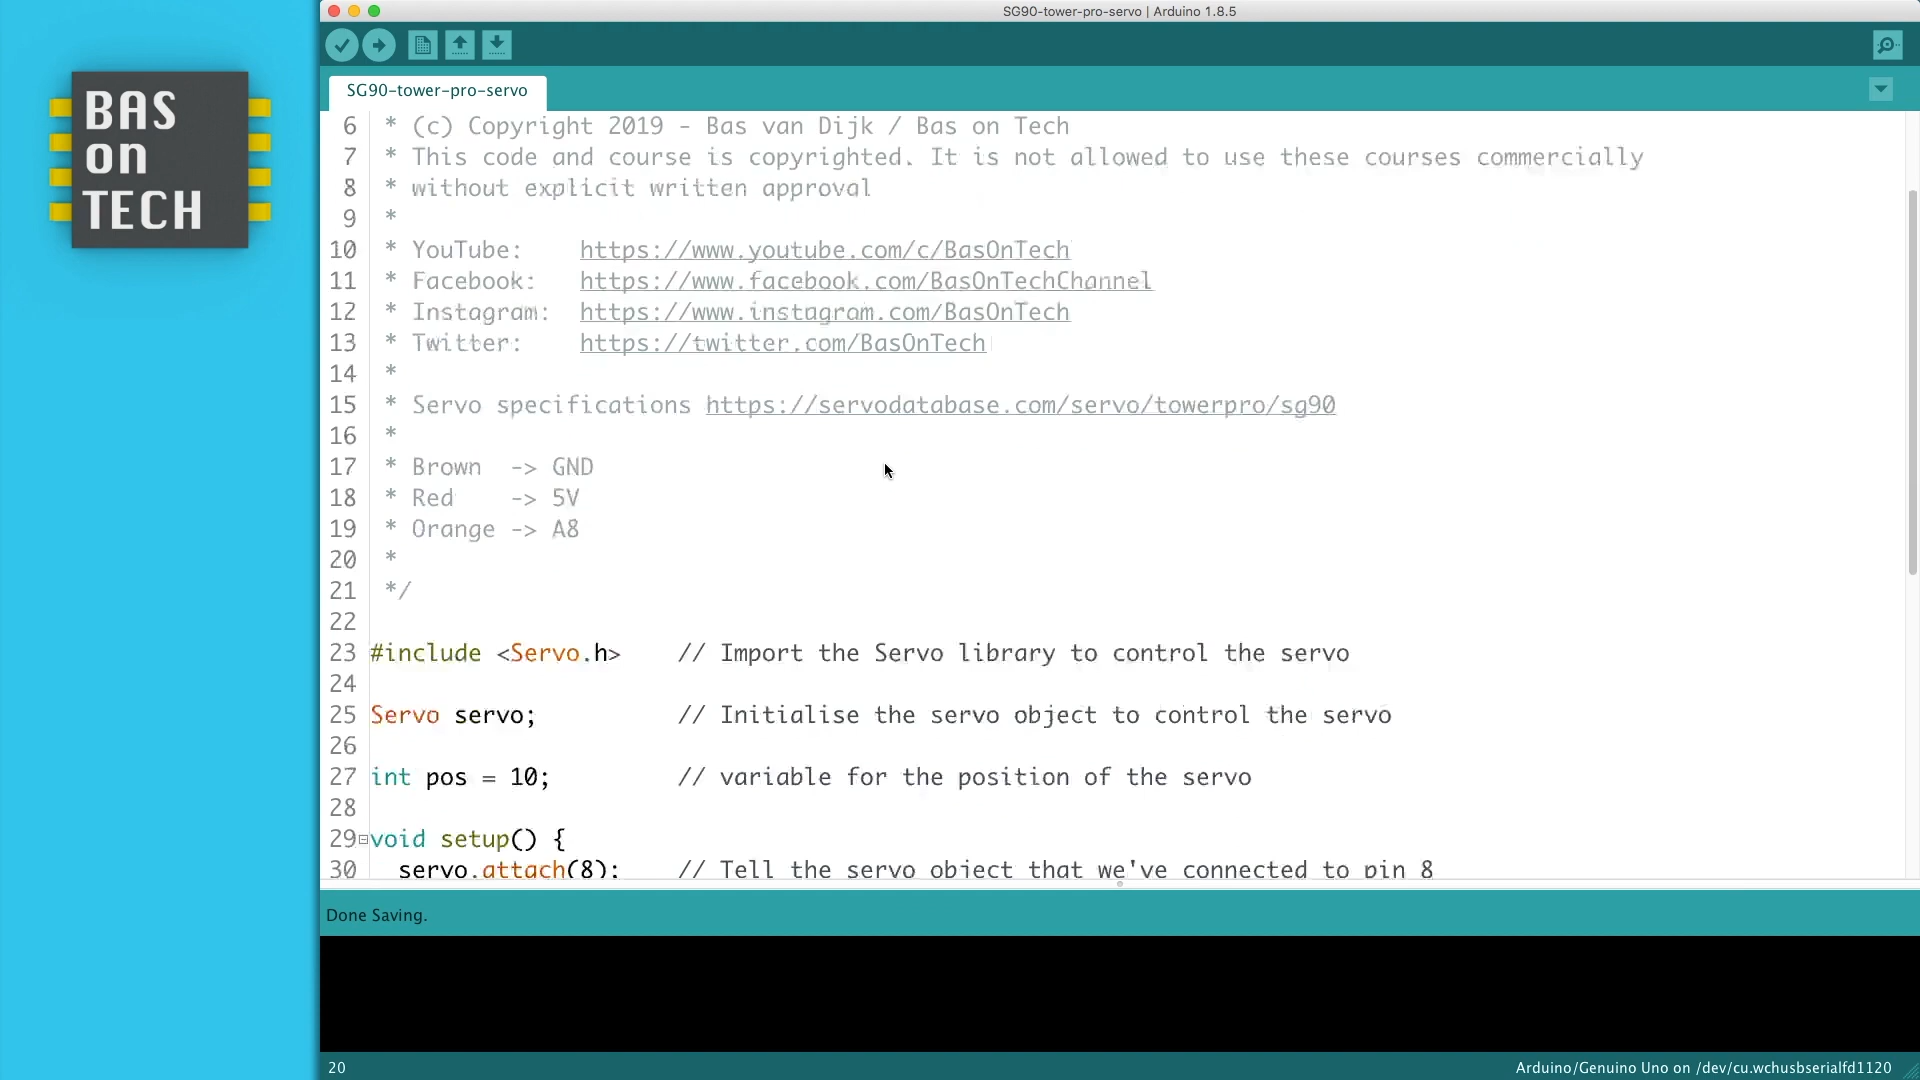 SG90-tower-pro-servo | Arduino 1.8.5
BAS
on
TECH
SG90-tower-pro-servo
6 * (c) Copyright 2019 - Bas van Dijk / Bas on Tech
7 * This code and course is copyrighted. It is not allowed to use these courses commercially
8 * without explicit written approval
9 *
10 * YouTube: https://www.youtube.com/c/BasOnTech
11 * Facebook: https://www.facebook.com/BasOnTechChannel
12 * Instagram: https://www.instagram.com/BasOnTech
13 * Twitter: https://twitter.com/BasOnTech
14 *
15 * Servo specifications https://servodatabase.com/servo/towerpro/sg90
16 *
17 * Brown -> GND
18 * Red -> 5V
19 * Orange -> A8
20 *
21 */
22
23 #include <Servo.h> // Import the Servo library to control the servo
24
25 Servo servo; // Initialise the servo object to control the servo
26
27 int pos = 10; // variable for the position of the servo
28
29 void setup() {
30 servo.attach(8); // Tell the servo object that we've connected to pin 8
Done Saving.
20
Arduino/Genuino Uno on /dev/cu.wchusbserialfd1120